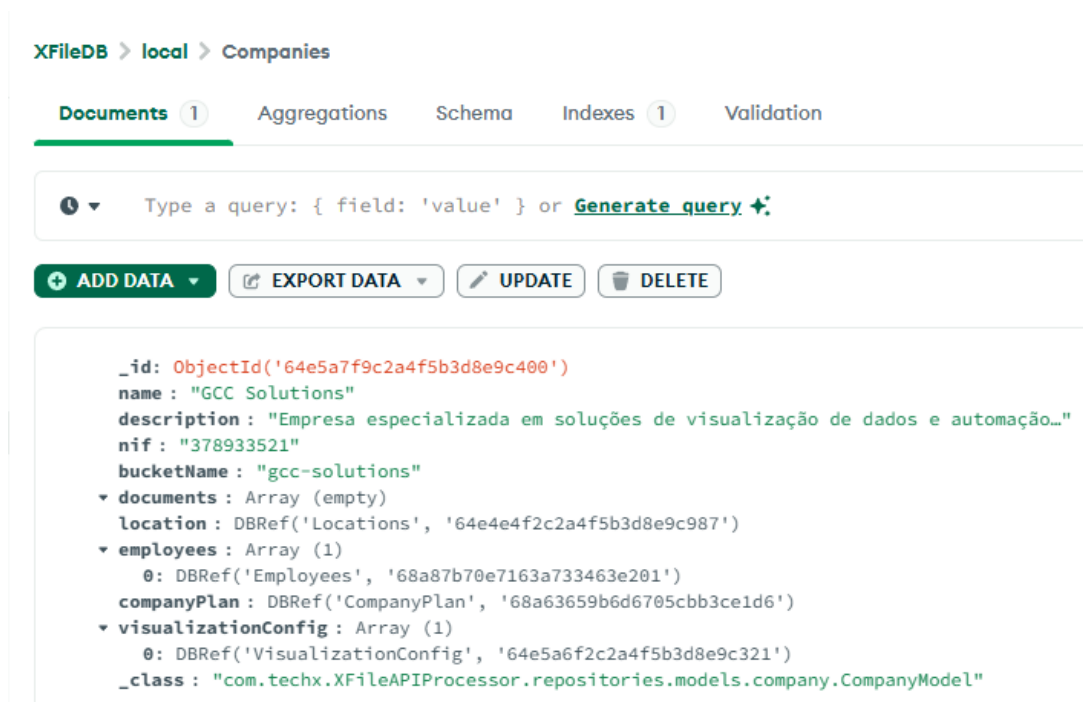 XFileDB > local > Companies
Documents 1 Aggregations Schema Indexes 1 Validation
Type a query: { field: 'value' } or Generate query
ADD DATA EXPORT DATA UPDATE DELETE
_id: ObjectId('64e5a7f9c2a4f5b3d8e9c400')
name : "GCC Solutions"
description : "Empresa especializada em soluções de visualização de dados e automação…"
nif : "378933521"
bucketName : "gcc-solutions"
documents : Array (empty)
location : DBRef('Locations', '64e4e4f2c2a4f5b3d8e9c987')
employees : Array (1)
0: DBRef('Employees', '68a87b70e7163a733463e201')
companyPlan : DBRef('CompanyPlan', '68a63659b6d6705cbb3ce1d6')
visualizationConfig : Array (1)
0: DBRef('VisualizationConfig', '64e5a6f2c2a4f5b3d8e9c321')
_class : "com.techx.XFileAPIProcessor.repositories.models.company.CompanyModel"